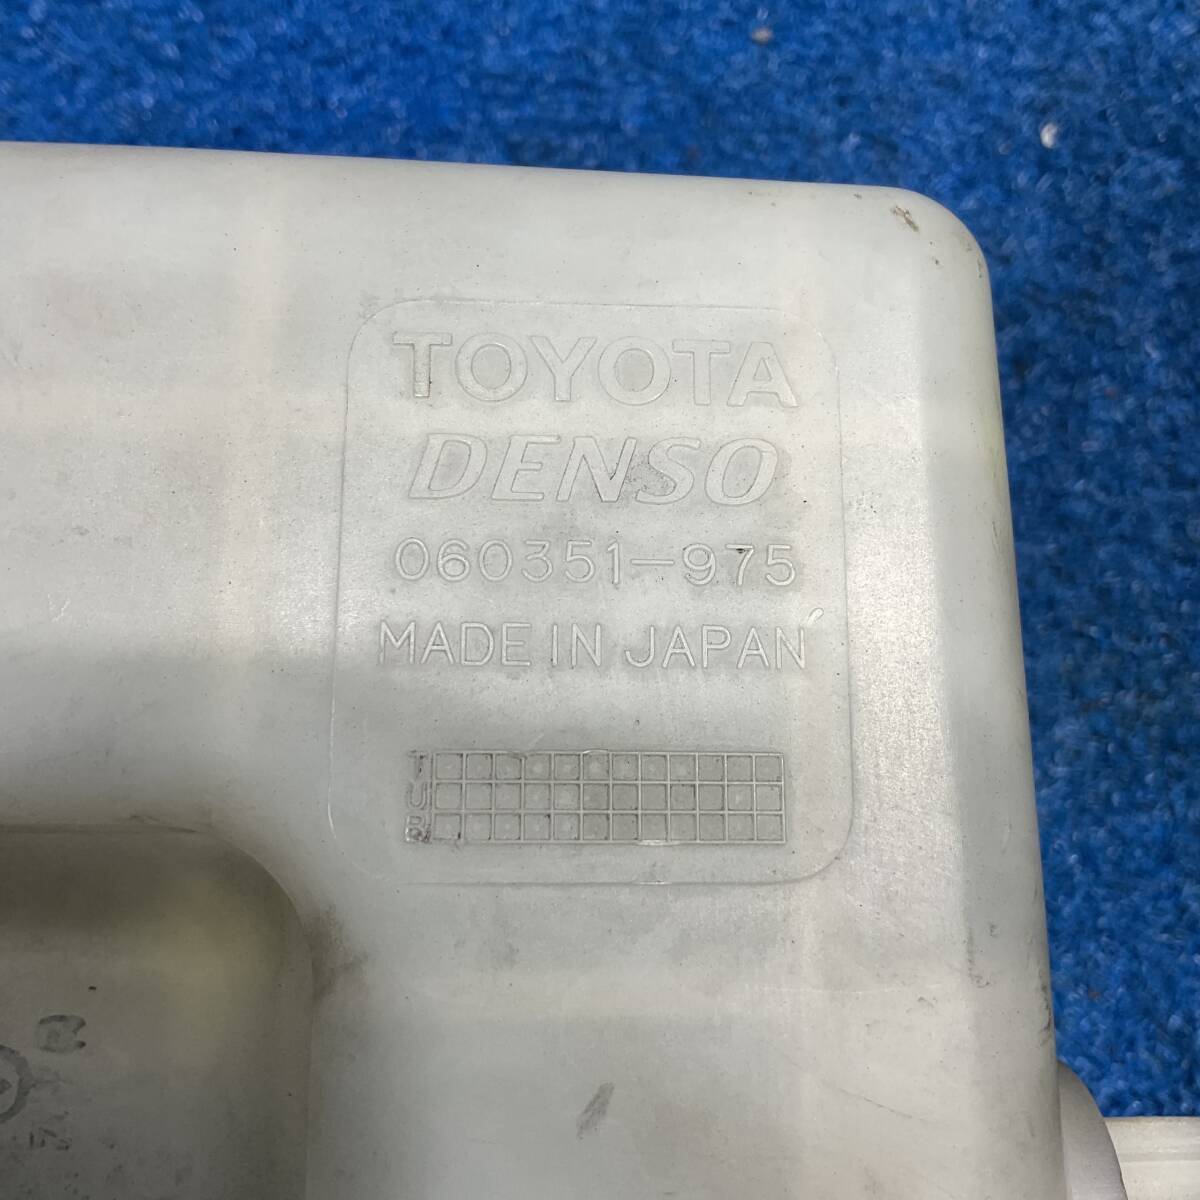 TOYOTA
DENSO
060351-975
MADE IN JAPAN